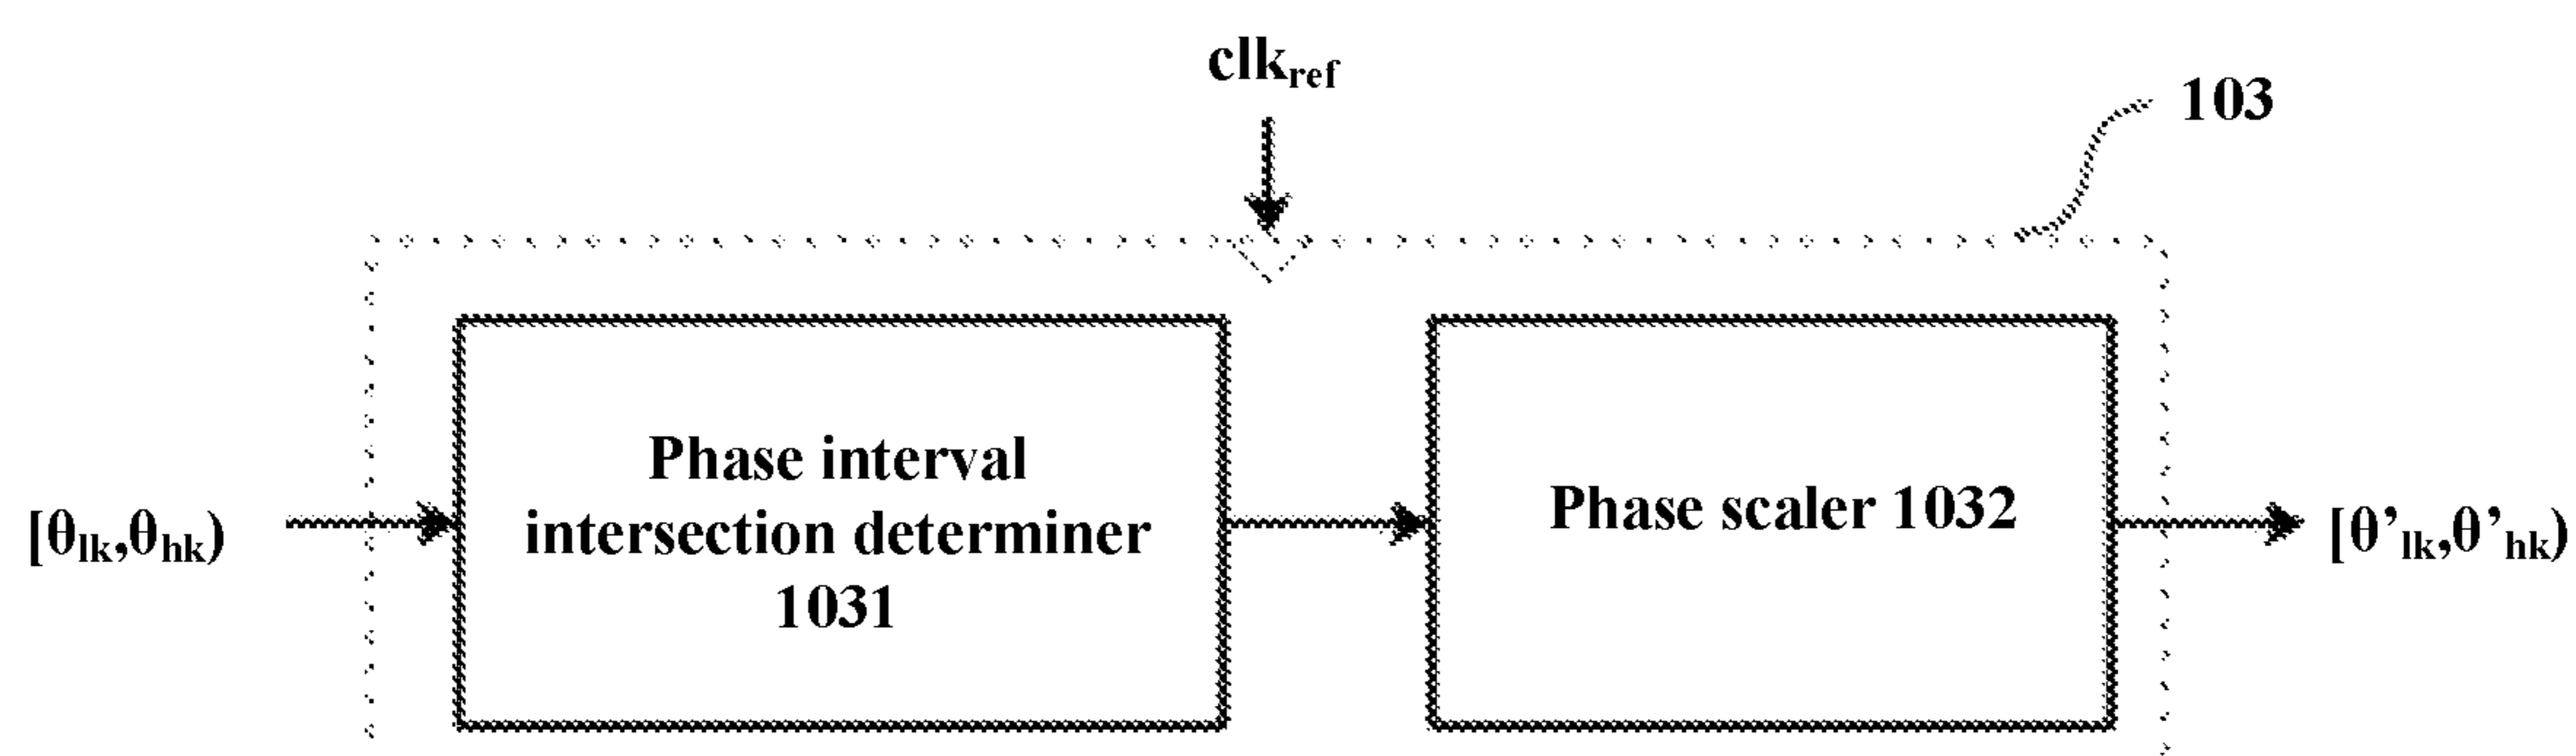 clk_ref
103
Phase interval
intersection determiner
1031
Phase scaler 1032
[θ_lk,θ_hk)
[θ’_lk,θ’_hk)